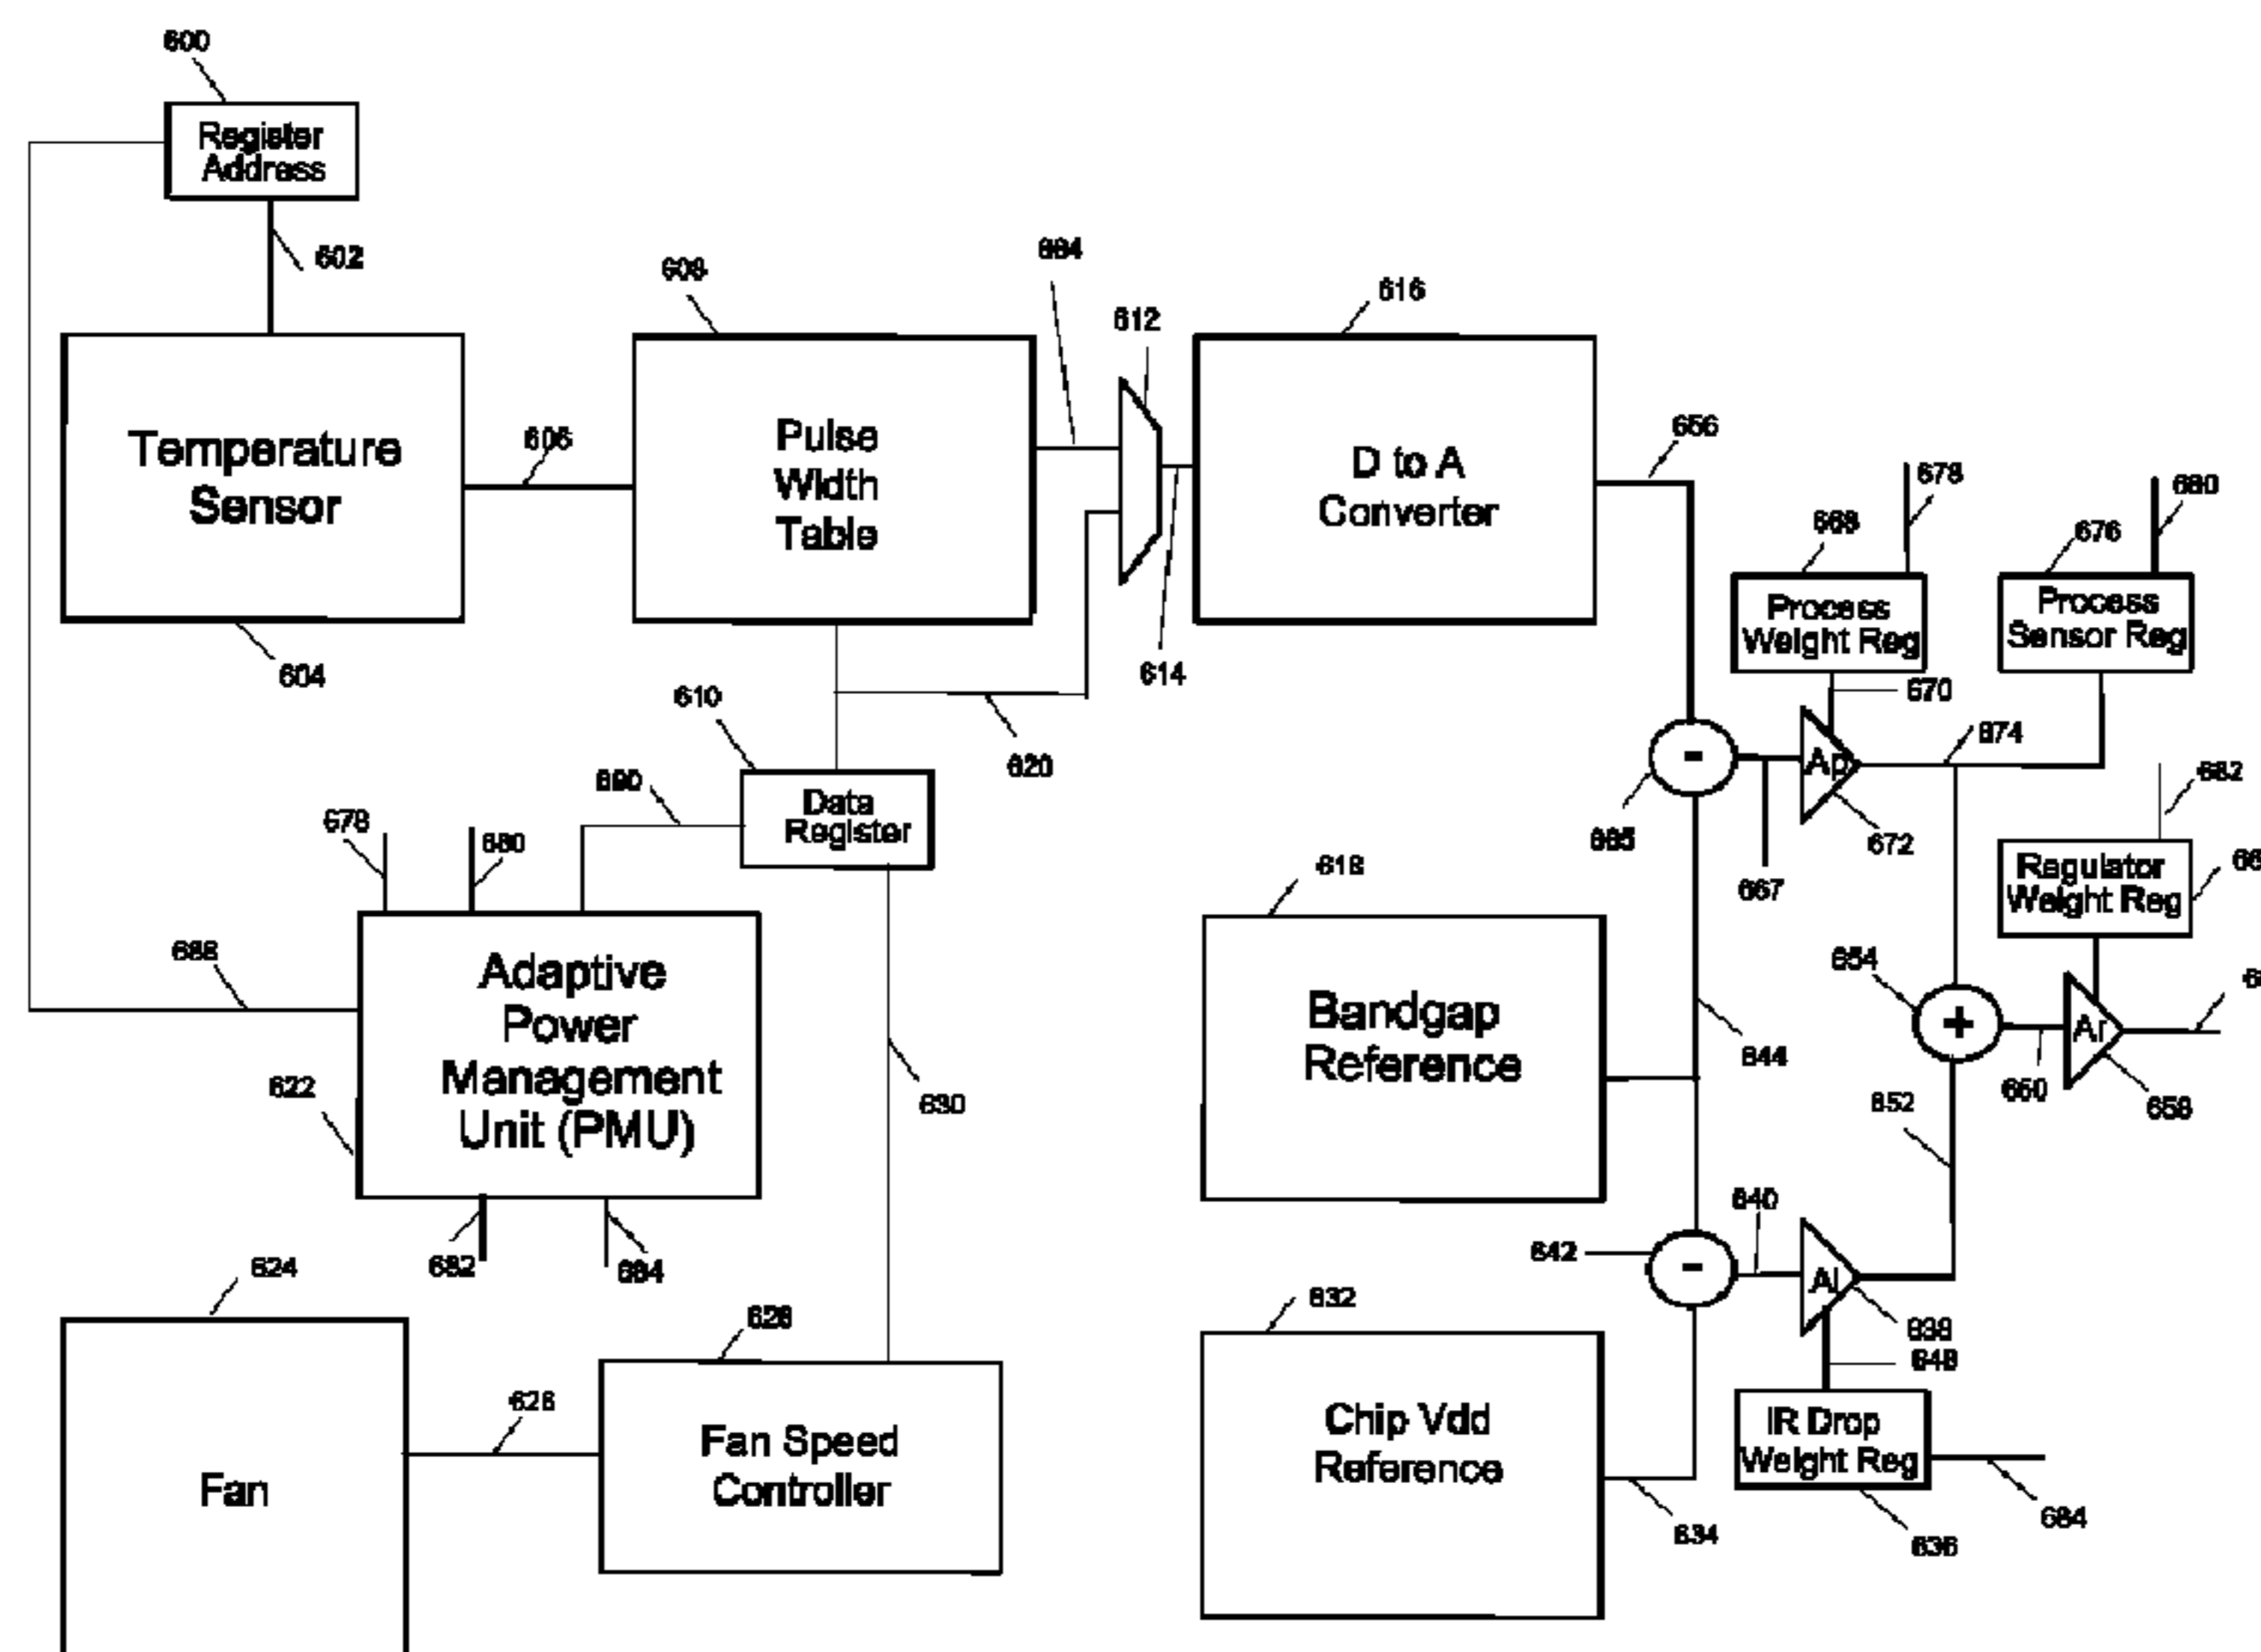 600
Register
Address
602
608
612
616
Temperature
Sensor
606
Pulse
Width
Table
D to A
Converter
656
678
680
668
676
Process
Weight Reg
Process
Sensor Reg
604
614
670
610
620
674
690
Data
Register
682
678
680
672
667
618
Regulator
Weight Reg
688
Adaptive
Power
Management
Unit (PMU)
654
Bandgap
Reference
+
Ar
644
622
630
650
652
658
640
642
-
682
684
624
632
628
638
648
Chip Vdd
Reference
IR Drop
Weight Reg
Fan Speed
Controller
Fan
634
684
636